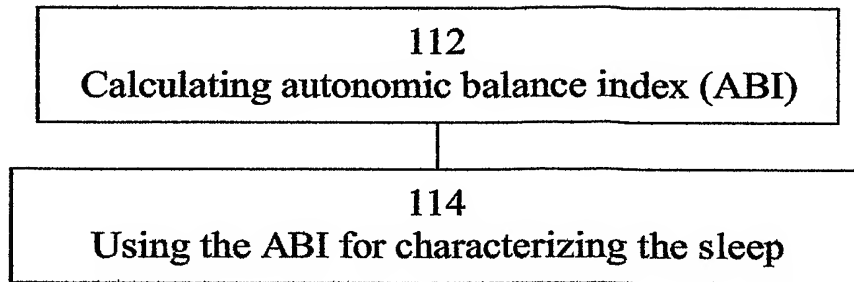 112
Calculating autonomic balance index (ABI)
114
Using the ABI for characterizing the sleep